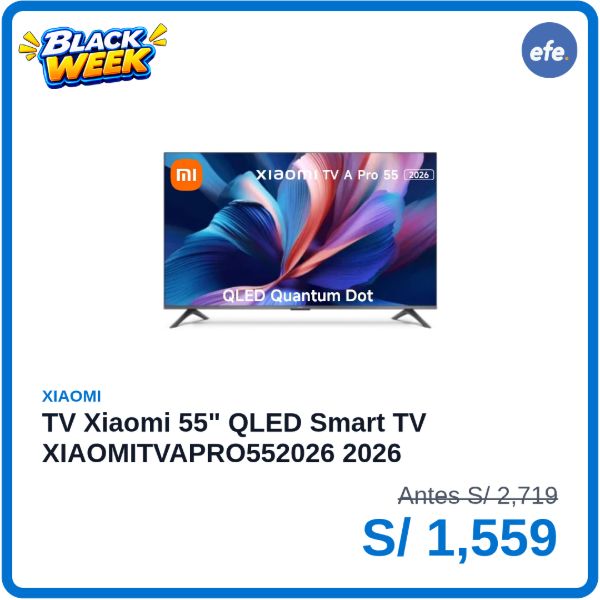 BLACK
WEEK
efe.
mi
xiaomi TV A Pro 55 2026
QLED Quantum Dot
XIAOMI
TV Xiaomi 55" QLED Smart TV
XIAOMITVAPRO552026 2026
Antes S/ 2,719
S/ 1,559